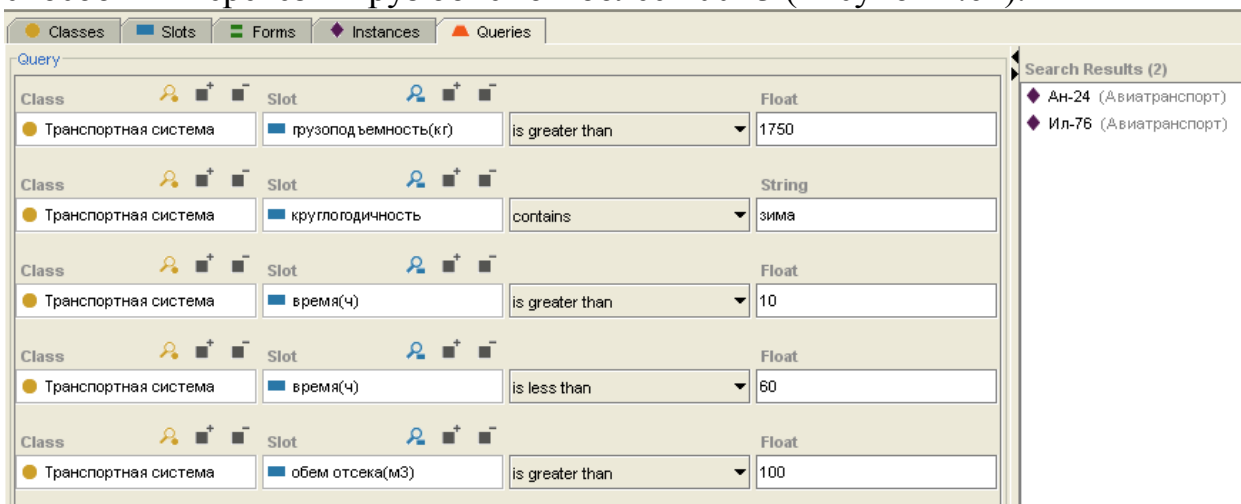 Classes Slots Forms Instances Queries
Query
Class Slot Float
Транспортная система грузоподъемность(кг) is greater than 1750
Class Slot String
Транспортная система круглогодичность contains зима
Class Slot Float
Транспортная система время(ч) is greater than 10
Class Slot Float
Транспортная система время(ч) is less than 60
Class Slot Float
Транспортная система обем отсека(м3) is greater than 100
Search Results (2)
Ан-24 (Авиатранспорт)
Ил-76 (Авиатранспорт)